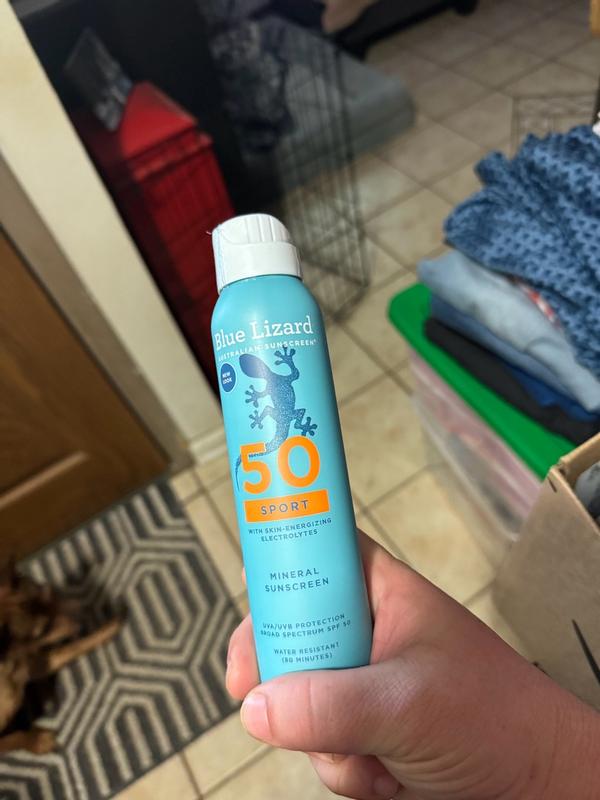 Blue Lizard
AUSTRALIAN SUNSCREEN®
NEW
LOOK
50
SPORT
WITH SKIN-ENERGIZING
ELECTROLYTES
MINERAL
SUNSCREEN
UVA/UVB PROTECTION
BROAD SPECTRUM SPF 50
WATER RESISTANT
(80 MINUTES)